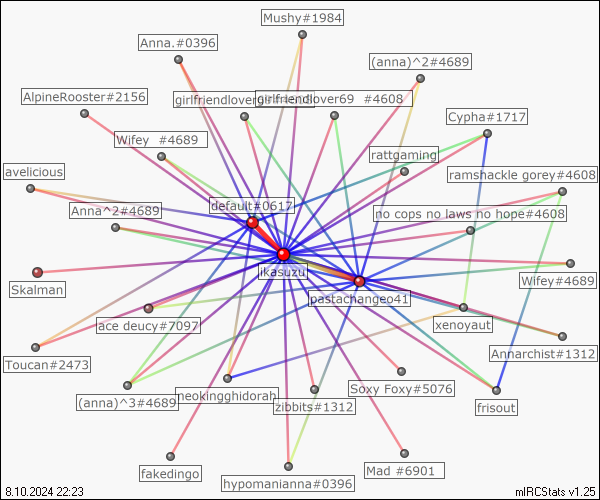 Mushy#1984
Anna.#0396
(anna)^2#4689
AlpineRooster#2156
girlfriendlover69 #4608
Cypha#1717
Wifey #4689
rattgaming
avelicious
ramshackle gorey#4608
default#0617
Anna^2#4689
no cops no laws no hope#4608
ikasuzu
Skalman
Wifey#4689
pastachangeo41
ace deucy#7097
xenoyaut
Annarchist#1312
Toucan#2473
Soxy Foxy#5076
(anna)^3#4689
neokingghidorah
zibbits#1312
frisout
fakedingo
Mad #6901
hypomanianna#0396
8.10.2024 22:23
mIRCStats v1.25